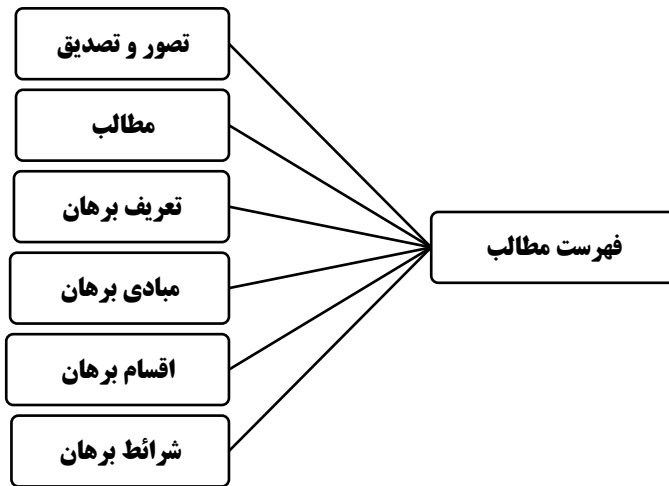 فهرست مطالب
تصور و تصدیق
مطالب
تعریف برهان
مبادی برهان
اقسام برهان
شرائط برهان